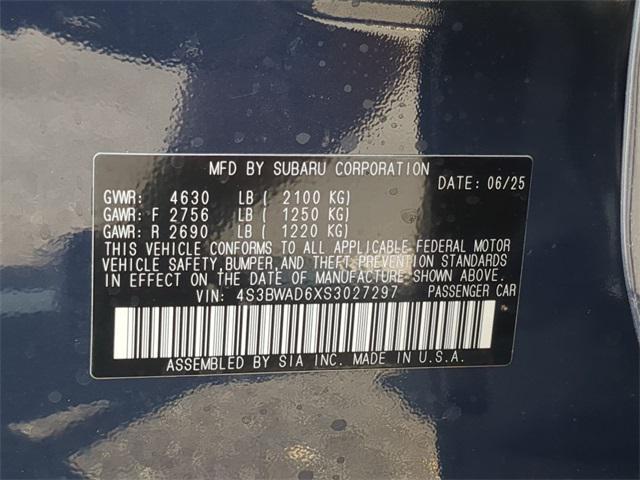 MFD BY SUBARU CORPORATION
DATE: 06/25
GVWR: 4630 LB ( 2100 KG)
GAWR: F 2756 LB ( 1250 KG)
GAWR: R 2690 LB ( 1220 KG)
THIS VEHICLE CONFORMS TO ALL APPLICABLE FEDERAL MOTOR
VEHICLE SAFETY, BUMPER AND THEFT PREVENTION STANDARDS
IN EFFECT ON THE DATE OF MANUFACTURE SHOWN ABOVE.
VIN: 4S3BWAD6XS3027297 PASSENGER CAR
ASSEMBLED BY SIA INC. MADE IN U.S.A.